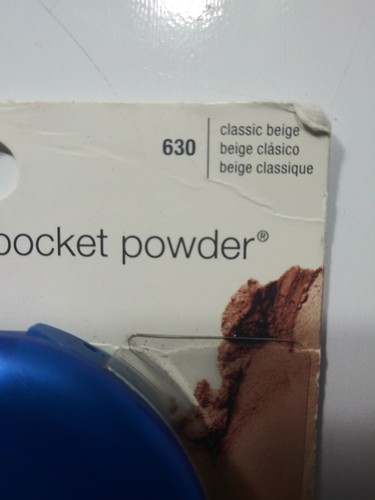 630
classic beige
beige clásico
beige classique
pocket powder®